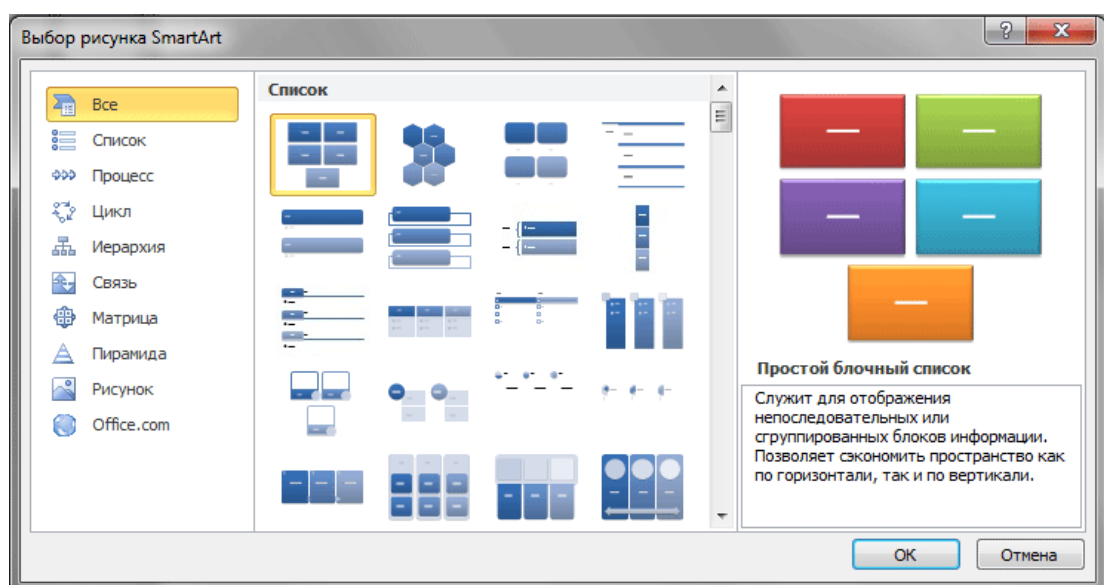 Выбор рисунка SmartArt
Все
Список
Процесс
Цикл
Иерархия
Связь
Матрица
Пирамида
Рисунок
Office.com
Список
Простой блочный список
Служит для отображения
непоследовательных или
сгруппированных блоков информации.
Позволяет сэкономить пространство как
по горизонтали, так и по вертикали.
ОК
Отмена